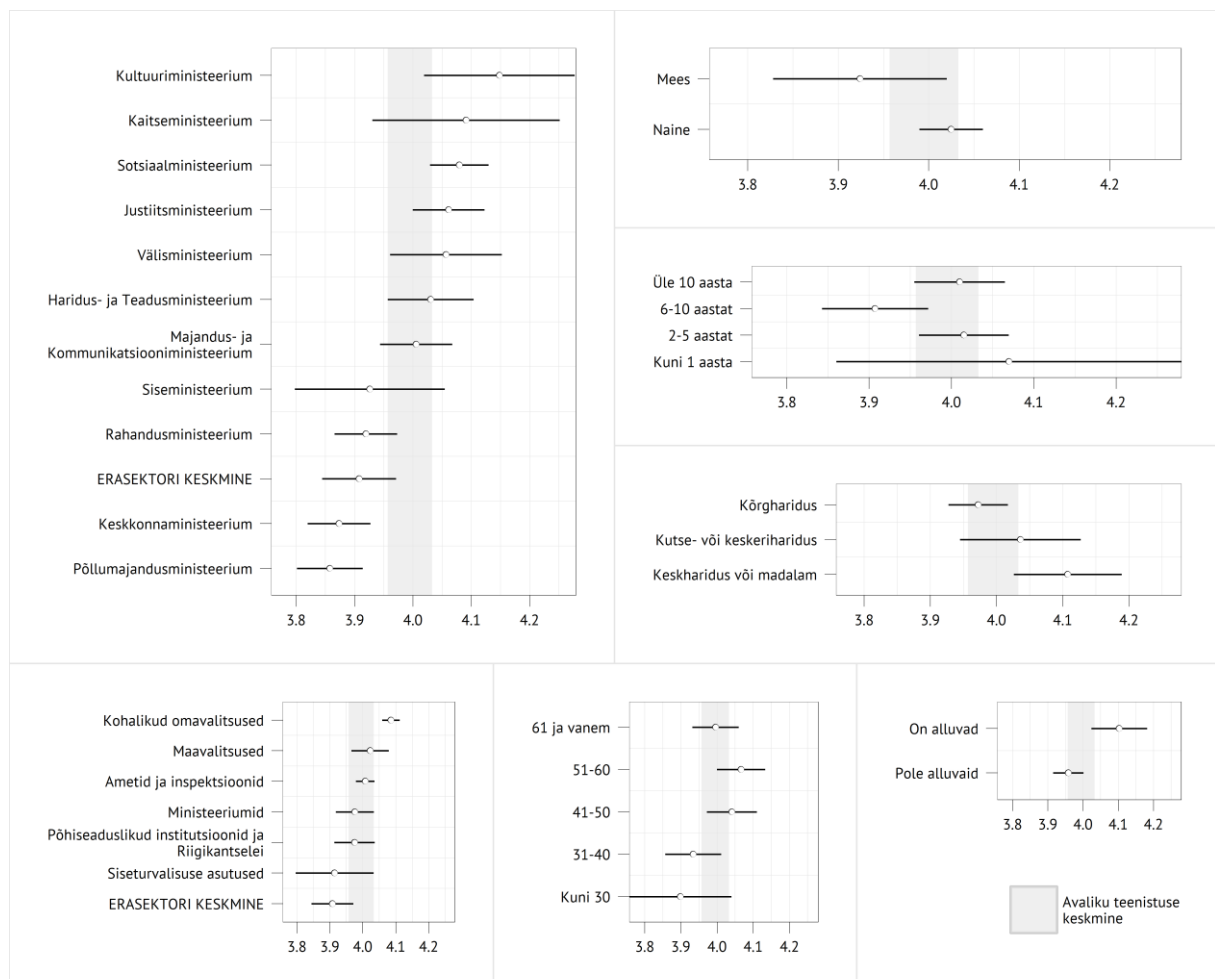 Kultuuriministeerium
Kaitseministeerium
Sotsiaalministeerium
Justiitsministeerium
Välisministeerium
Haridus- ja Teadusministeerium
Majandus- ja
Kommunikatsiooniministeerium
Siseministeerium
Rahandusministeerium
ERASEKTORI KESKMINE
Keskkonnaministeerium
Põllumajandusministeerium
3.8 3.9 4.0 4.1 4.2
Mees
Naine
3.8 3.9 4.0 4.1 4.2
Üle 10 aasta
6-10 aastat
2-5 aastat
Kuni 1 aasta
3.8 3.9 4.0 4.1 4.2
Kõrgharidus
Kutse- või keskeriharidus
Keskharidus või madalam
3.8 3.9 4.0 4.1 4.2
Kohalikud omavalitsused
Maavalitsused
Ametid ja inspektsioonid
Ministeeriumid
Põhiseaduslikud institutsioonid ja
Riigikantselei
Siseturvalisuse asutused
ERASEKTORI KESKMINE
3.8 3.9 4.0 4.1 4.2
61 ja vanem
51-60
41-50
31-40
Kuni 30
3.8 3.9 4.0 4.1 4.2
On alluvad
Pole alluvaid
3.8 3.9 4.0 4.1 4.2
Avaliku teenistuse
keskmine